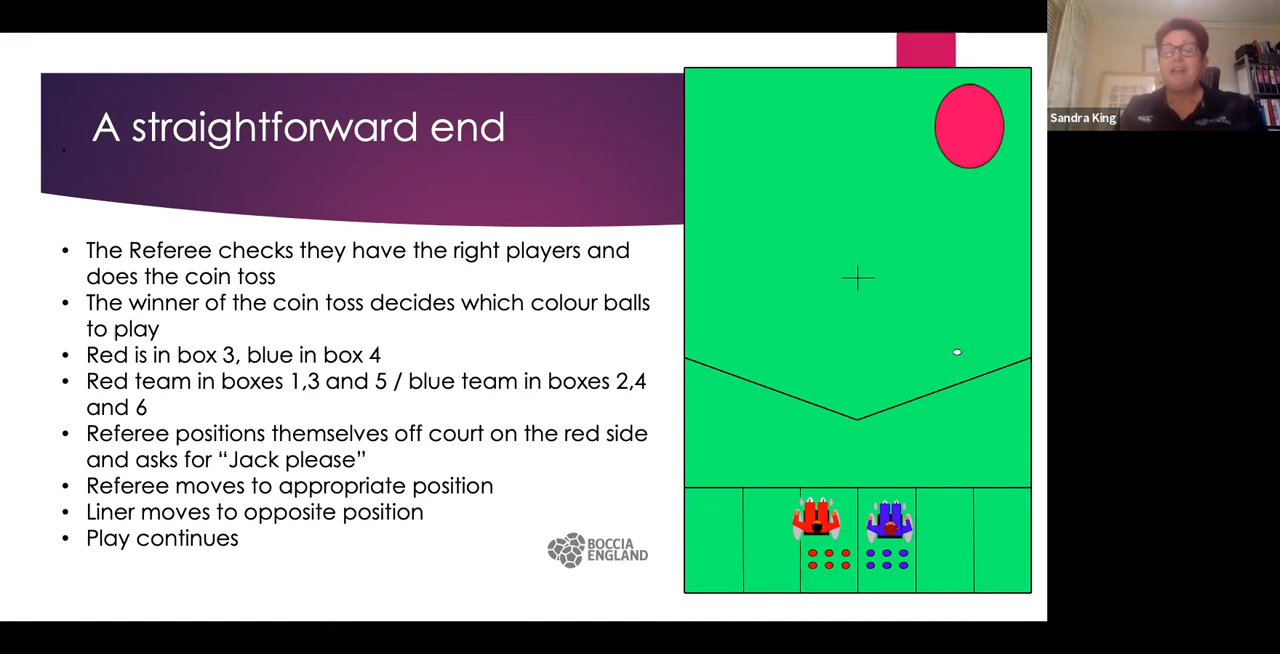 A straightforward end
• The Referee checks they have the right players and
does the coin toss
• The winner of the coin toss decides which colour balls
to play
• Red is in box 3, blue in box 4
• Red team in boxes 1,3 and 5 / blue team in boxes 2,4
and 6
• Referee positions themselves off court on the red side
and asks for “Jack please”
• Referee moves to appropriate position
• Liner moves to opposite position
• Play continues
BOCCIA
ENGLAND
Sandra King